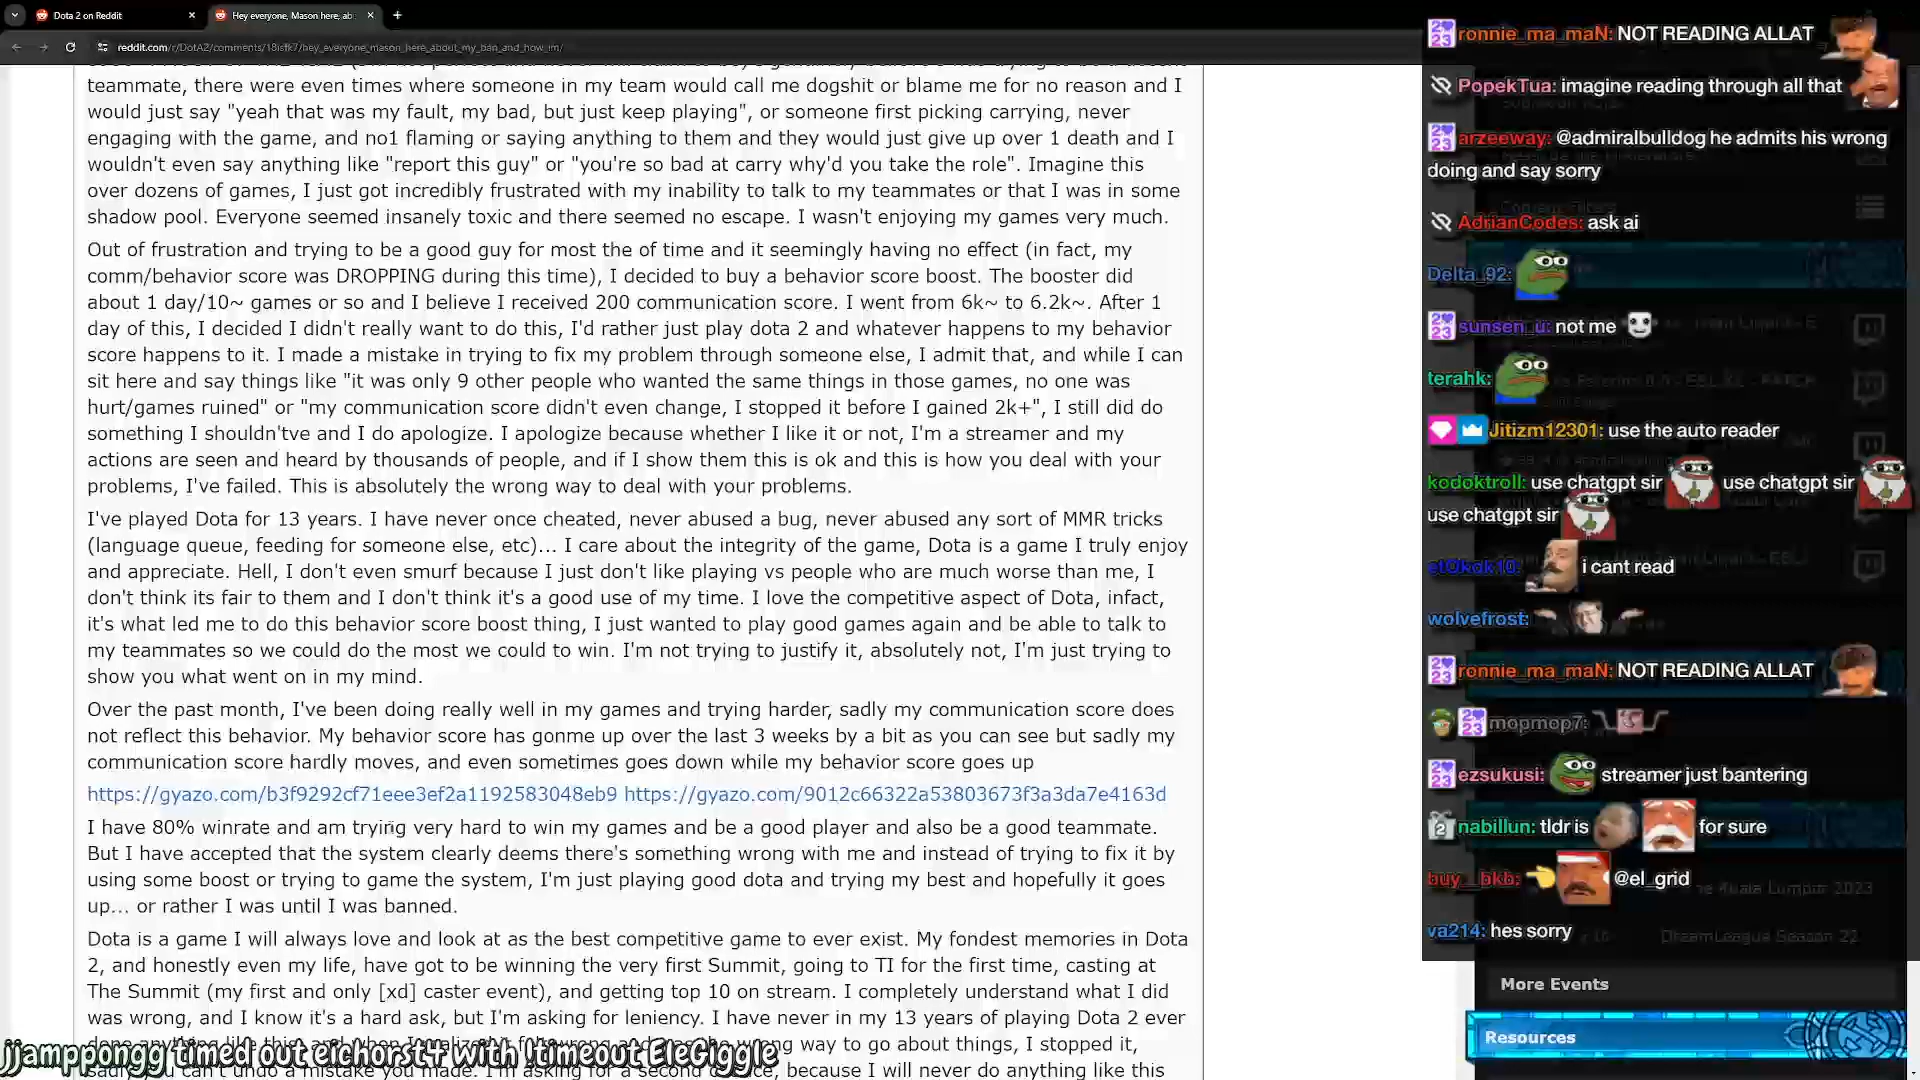 Dota 2 on Reddit
Hey everyone, Mason here, ab
reddit.com/r/DotA2/comments/18isfk7/hey_everyone_mason_here_about_my_ban_and_how_im/
teammate, there were even times where someone in my team would call me dogshit or blame me for no reason and I
would just say "yeah that was my fault, my bad, but just keep playing", or someone first picking carrying, never
engaging with the game, and no1 flaming or saying anything to them and they would just give up over 1 death and I
wouldn't even say anything like "report this guy" or "you're so bad at carry why'd you take the role". Imagine this
over dozens of games, I just got incredibly frustrated with my inability to talk to my teammates or that I was in some
shadow pool. Everyone seemed insanely toxic and there seemed no escape. I wasn't enjoying my games very much.
Out of frustration and trying to be a good guy for most the of time and it seemingly having no effect (in fact, my
comm/behavior score was DROPPING during this time), I decided to buy a behavior score boost. The booster did
about 1 day/10~ games or so and I believe I received 200 communication score. I went from 6k~ to 6.2k~. After 1
day of this, I decided I didn't really want to do this, I'd rather just play dota 2 and whatever happens to my behavior
score happens to it. I made a mistake in trying to fix my problem through someone else, I admit that, and while I can
sit here and say things like "it was only 9 other people who wanted the same things in those games, no one was
hurt/games ruined" or "my communication score didn't even change, I stopped it before I gained 2k+", I still did do
something I shouldn'tve and I do apologize. I apologize because whether I like it or not, I'm a streamer and my
actions are seen and heard by thousands of people, and if I show them this is ok and this is how you deal with your
problems, I've failed. This is absolutely the wrong way to deal with your problems.
I've played Dota for 13 years. I have never once cheated, never abused a bug, never abused any sort of MMR tricks
(language queue, feeding for someone else, etc)... I care about the integrity of the game, Dota is a game I truly enjoy
and appreciate. Hell, I don't even smurf because I just don't like playing vs people who are much worse than me, I
don't think its fair to them and I don't think it's a good use of my time. I love the competitive aspect of Dota, infact,
it's what led me to do this behavior score boost thing, I just wanted to play good games again and be able to talk to
my teammates so we could do the most we could to win. I'm not trying to justify it, absolutely not, I'm just trying to
show you what went on in my mind.
Over the past month, I've been doing really well in my games and trying harder, sadly my communication score does
not reflect this behavior. My behavior score has gonme up over the last 3 weeks by a bit as you can see but sadly my
communication score hardly moves, and even sometimes goes down while my behavior score goes up
https://gyazo.com/b3f9292cf71eee3ef2a1192583048eb9 https://gyazo.com/9012c66322a53803673f3a3da7e4163d
I have 80% winrate and am trying very hard to win my games and be a good player and also be a good teammate.
But I have accepted that the system clearly deems there's something wrong with me and instead of trying to fix it by
using some boost or trying to game the system, I'm just playing good dota and trying my best and hopefully it goes
up... or rather I was until I was banned.
Dota is a game I will always love and look at as the best competitive game to ever exist. My fondest memories in Dota
2, and honestly even my life, have got to be winning the very first Summit, going to TI for the first time, casting at
The Summit (my first and only [xd] caster event), and getting top 10 on stream. I completely understand what I did
was wrong, and I know it's a hard ask, but I'm asking for leniency. I have never in my 13 years of playing Dota 2 ever
way to go about things, I stopped it,
because I will never do anything like this
jjamppongg timed out eichorst4 with !timeout EleGiggle
ronnie_ma_maN: NOT READING ALLAT
PopekTua: imagine reading through all that
arzeeway: @admiralbulldog he admits his wrong
doing and say sorry
AdrianCodes: ask ai
Delta_92:
sunsen_u: not me
terahk:
Jitizm12301: use the auto reader
kodoktroll: use chatgpt sir use chatgpt sir
use chatgpt sir
i cant read
wolvefrost:
ronnie_ma_maN: NOT READING ALLAT
mopmop7:
ezsukusi: streamer just bantering
nabillun: tldr is for sure
buy__bkb: @el_grid
va214: hes sorry
DreamLeague Season 22
More Events
Resources